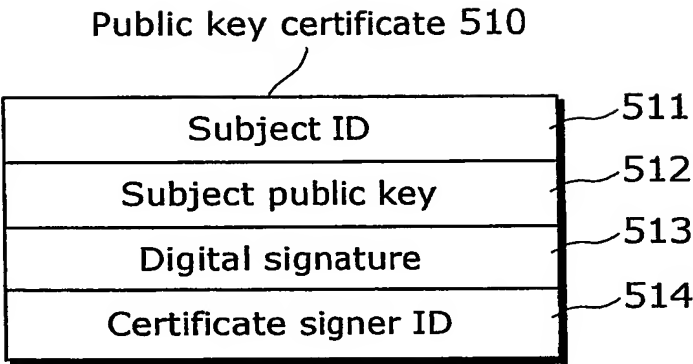 Public key certificate 510
Subject ID 511
Subject public key 512
Digital signature 513
Certificate signer ID 514